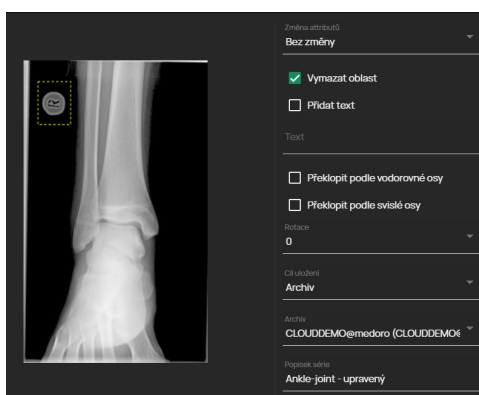 Změna atributů
Bez změny
Vymazat oblast
Přidat text
Text
Překlopit podle vodorovné osy
Překlopit podle svislé osy
Rotace
0
Cíl uložení
Archiv
Archiv
CLOUDDEMO@medoro (CLOUDDEMO@
Popisek série
Ankle-joint - upravený